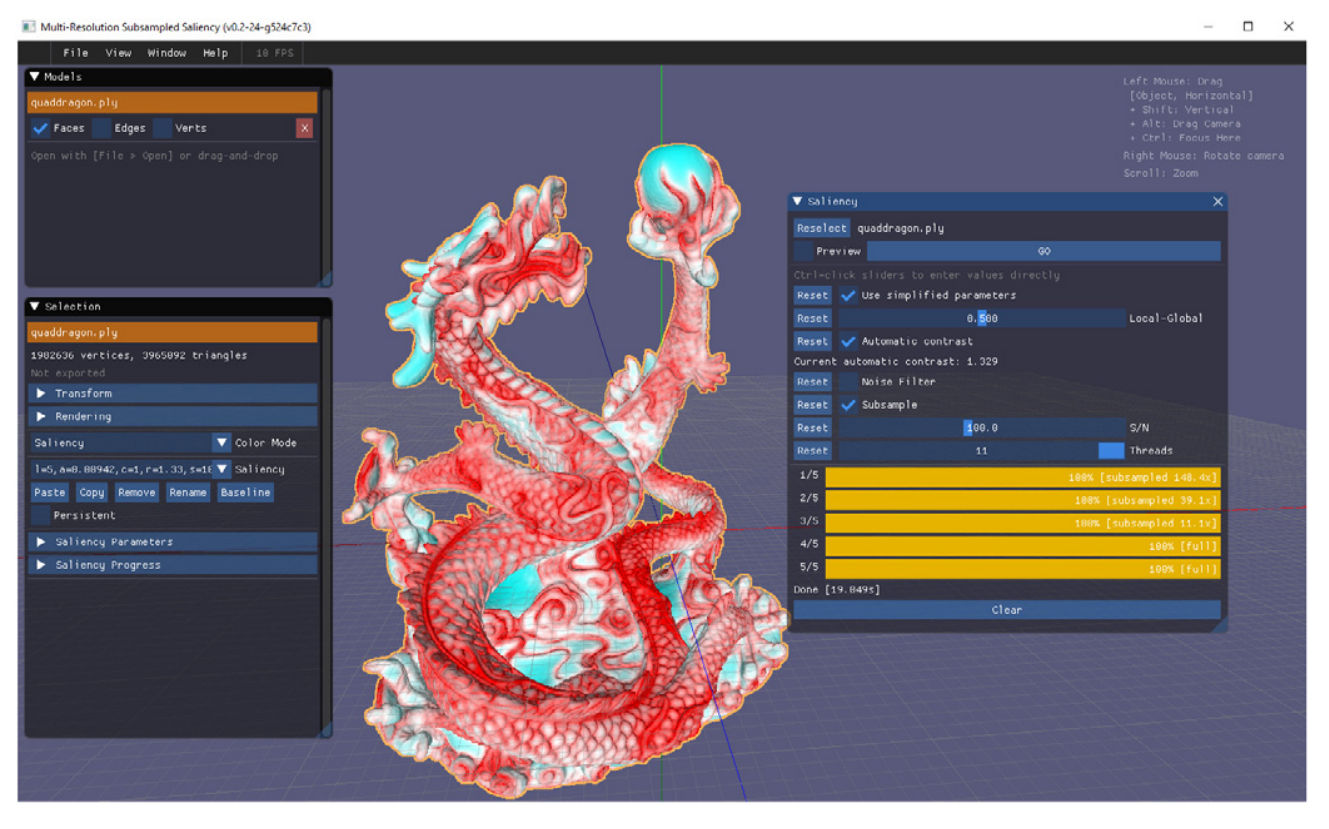 Multi-Resolution Subsampled Saliency (v0.2-24-g524c7c3)
File View Window Help 10 FPS
Models
quaddragon.ply
Faces Edges Verts X
Open with [File > Open] or drag-and-drop
Selection
quaddragon.ply
1902636 vertices, 3965092 triangles
Not exported
Transform
Rendering
Saliency Color Mode
l=5,a=0.00942,c=1,r=1.33,s=10 Saliency
Paste Copy Remove Rename Baseline
Persistent
Saliency Parameters
Saliency Progress
Left Mouse: Drag
[Object, Horizontal]
+ Shift: Vertical
+ Alt: Drag Camera
+ Ctrl: Focus Here
Right Mouse: Rotate camera
Scroll: Zoom
Saliency
Reselect quaddragon.ply
Preview GO
Ctrl-click sliders to enter values directly
Reset Use simplified parameters
Reset 0.500 Local-Global
Reset Automatic contrast
Current automatic contrast: 1.329
Reset Noise Filter
Reset Subsample
Reset 100.0 S/N
Reset 11 Threads
1/5 100% [subsampled 148.4x]
2/5 100% [subsampled 39.1x]
3/5 100% [subsampled 11.1x]
4/5 100% [full]
5/5 100% [full]
Done [19.849s]
Clear